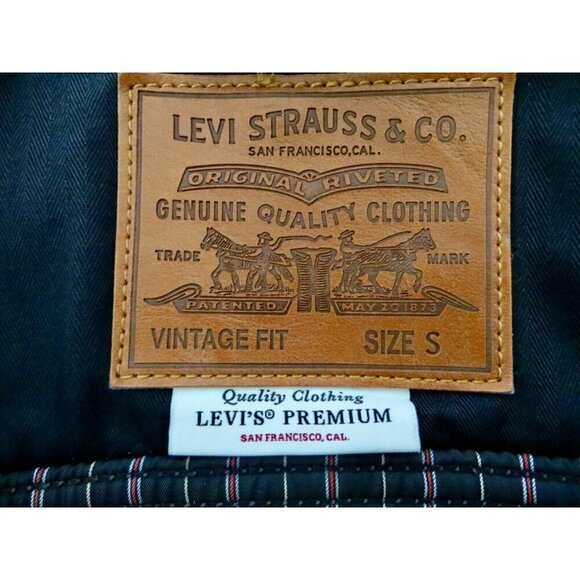 LEVI STRAUSS & CO.
SAN FRANCISCO, CAL.
ORIGINAL RIVETED
GENUINE QUALITY CLOTHING
TRADE MARK
PATENTED MAY 20 1873
VINTAGE FIT SIZE S
Quality Clothing
LEVI'S® PREMIUM
SAN FRANCISCO, CAL.